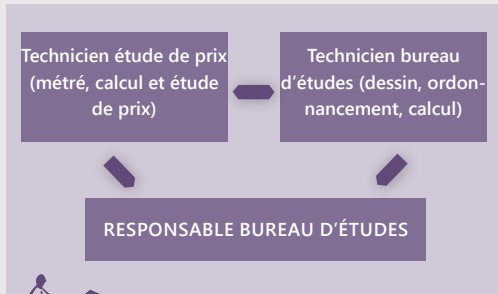 Technicien étude de prix
(métré, calcul et étude
de prix)
Technicien bureau
d'études (dessin, ordon-
nancement, calcul)
RESPONSABLE BUREAU D'ÉTUDES